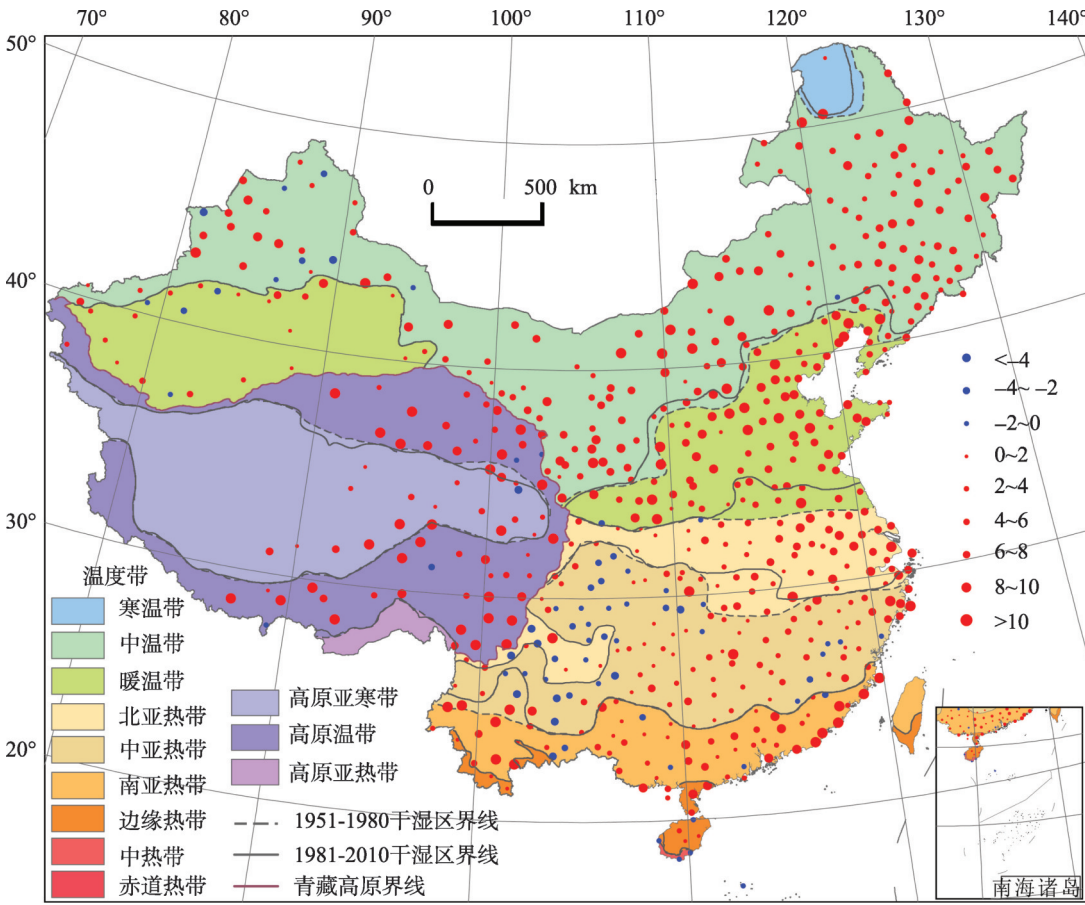 70° 80° 90° 100° 110° 120° 130° 140°
50°
40°
30°
20°
0 500 km
<–4
–4~ –2
–2~0
0~2
2~4
4~6
6~8
8~10
>10
温度带
寒温带
中温带
暖温带
北亚热带
中亚热带
南亚热带
边缘热带
中热带
赤道热带
高原亚寒带
高原温带
高原亚热带
1951-1980干湿区界线
1981-2010干湿区界线
青藏高原界线
南海诸岛